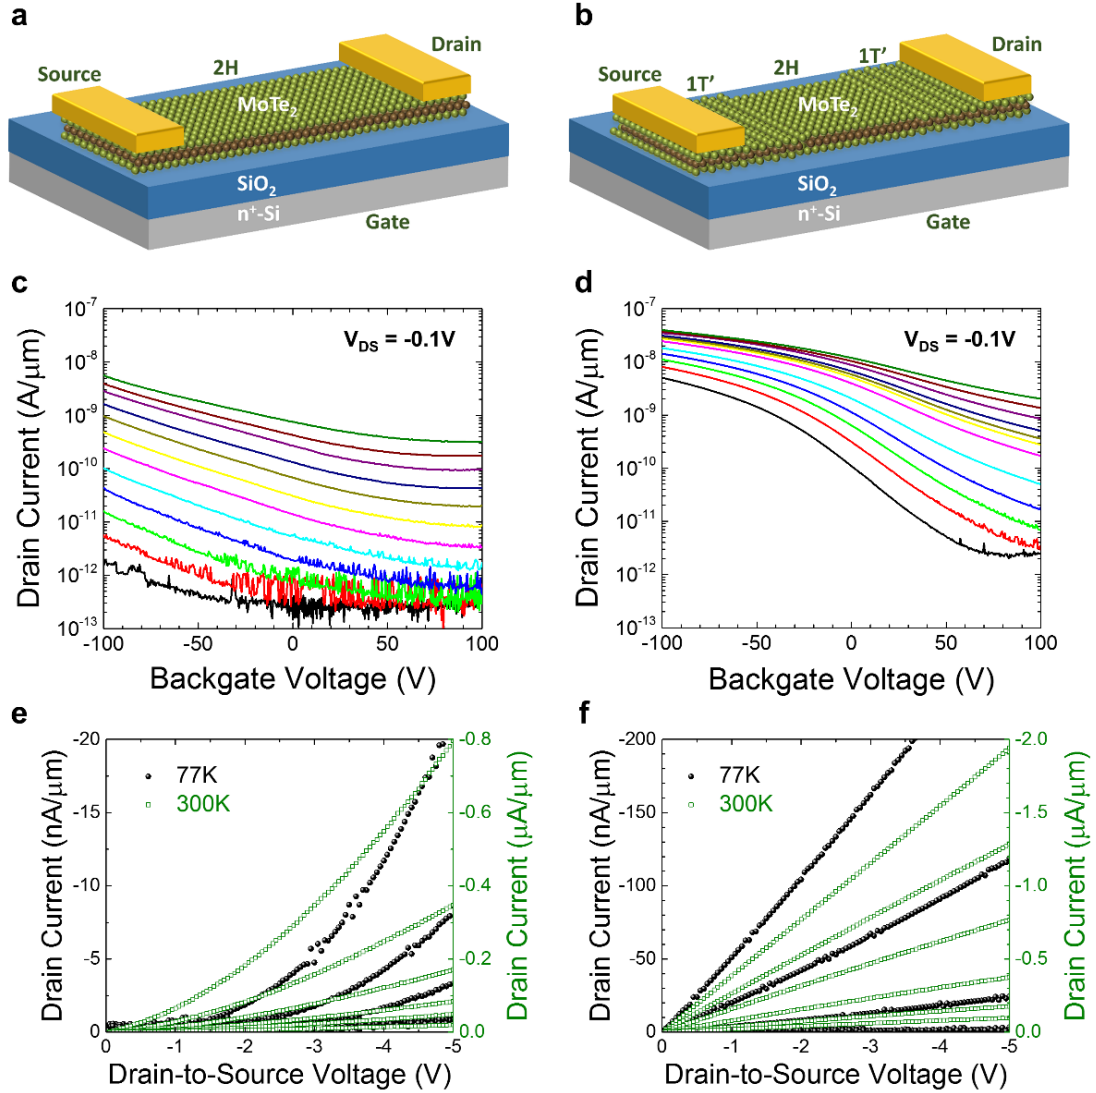 a
Source
2H
Drain
MoTe₂
SiO₂
n⁺-Si
Gate
b
Source
1T’
2H
1T’
Drain
MoTe₂
SiO₂
n⁺-Si
Gate
c
V_DS = -0.1V
10⁻⁷
10⁻⁸
10⁻⁹
10⁻¹⁰
10⁻¹¹
10⁻¹²
10⁻¹³
Drain Current (A/μm)
-100 -50 0 50 100
Backgate Voltage (V)
d
V_DS = -0.1V
10⁻⁷
10⁻⁸
10⁻⁹
10⁻¹⁰
10⁻¹¹
10⁻¹²
10⁻¹³
Drain Current (A/μm)
-100 -50 0 50 100
Backgate Voltage (V)
e
77K
300K
-20
-15
-10
-5
0
Drain Current (nA/μm)
-0.8
-0.6
-0.4
-0.2
0.0
Drain Current (μA/μm)
0 -1 -2 -3 -4 -5
Drain-to-Source Voltage (V)
f
77K
300K
-200
-150
-100
-50
0
Drain Current (nA/μm)
-2.0
-1.5
-1.0
-0.5
0.0
Drain Current (μA/μm)
0 -1 -2 -3 -4 -5
Drain-to-Source Voltage (V)